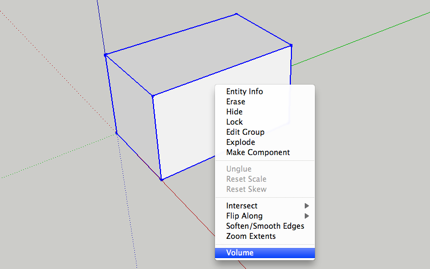 Entity Info
Erase
Hide
Lock
Edit Group
Explode
Make Component
Unglue
Reset Scale
Reset Skew
Intersect
Flip Along
Soften/Smooth Edges
Zoom Extents
Volume